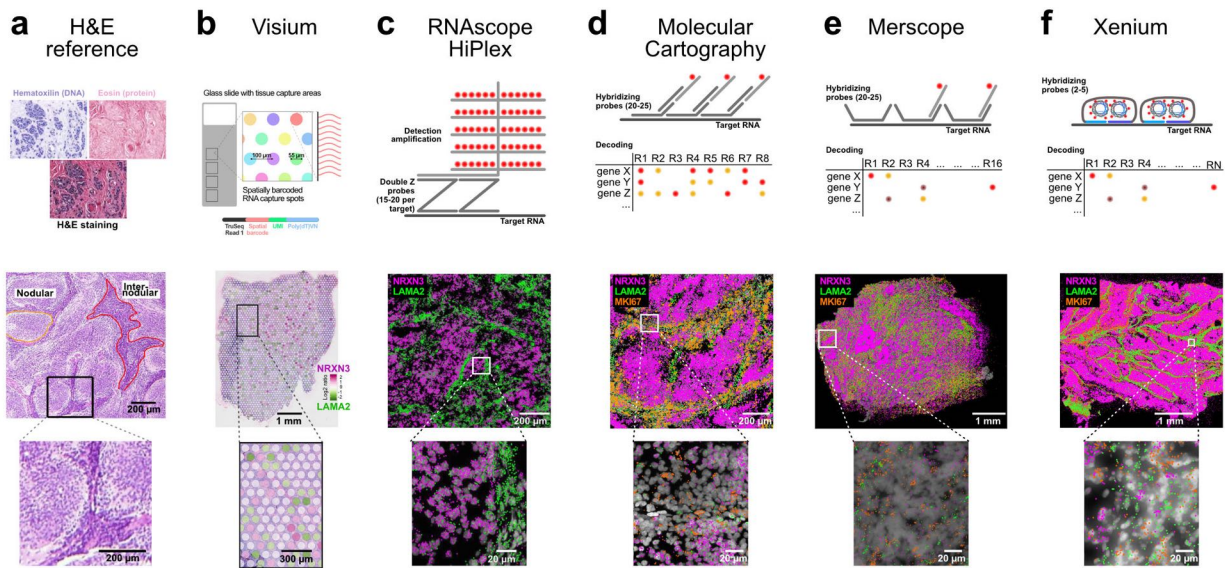 a
H&E
reference
Hematoxilin (DNA)
Eosin (protein)
H&E staining
Nodular
Inter-
nodular
200 µm
200 µm
b
Visium
Glass slide with tissue capture areas
100 µm
55 µm
Spatially barcoded
RNA capture spots
TruSeq
Read 1
Spatial
barcode
UMI
Poly(dT)VN
NRXN3
Log2 ratio
LAMA2
1 mm
300 µm
c
RNAscope
HiPlex
Detection
amplification
Double Z
probes
(15-20 per
target)
Target RNA
NRXN3
LAMA2
200 µm
20 µm
d
Molecular
Cartography
Hybridizing
probes (20-25)
Target RNA
Decoding
R1 R2 R3 R4 R5 R6 R7 R8
gene X
gene Y
gene Z
...
NRXN3
LAMA2
MKI67
200 µm
20 µm
e
Merscope
Hybridizing
probes (20-25)
Target RNA
Decoding
R1 R2 R3 R4 ... ... ... R16
gene X
gene Y
gene Z
...
NRXN3
LAMA2
MKI67
1 mm
20 µm
f
Xenium
Hybridizing
probes (2-5)
Target RNA
Decoding
R1 R2 R3 R4 ... ... ... RN
gene X
gene Y
gene Z
...
NRXN3
LAMA2
MKI67
1 mm
20 µm